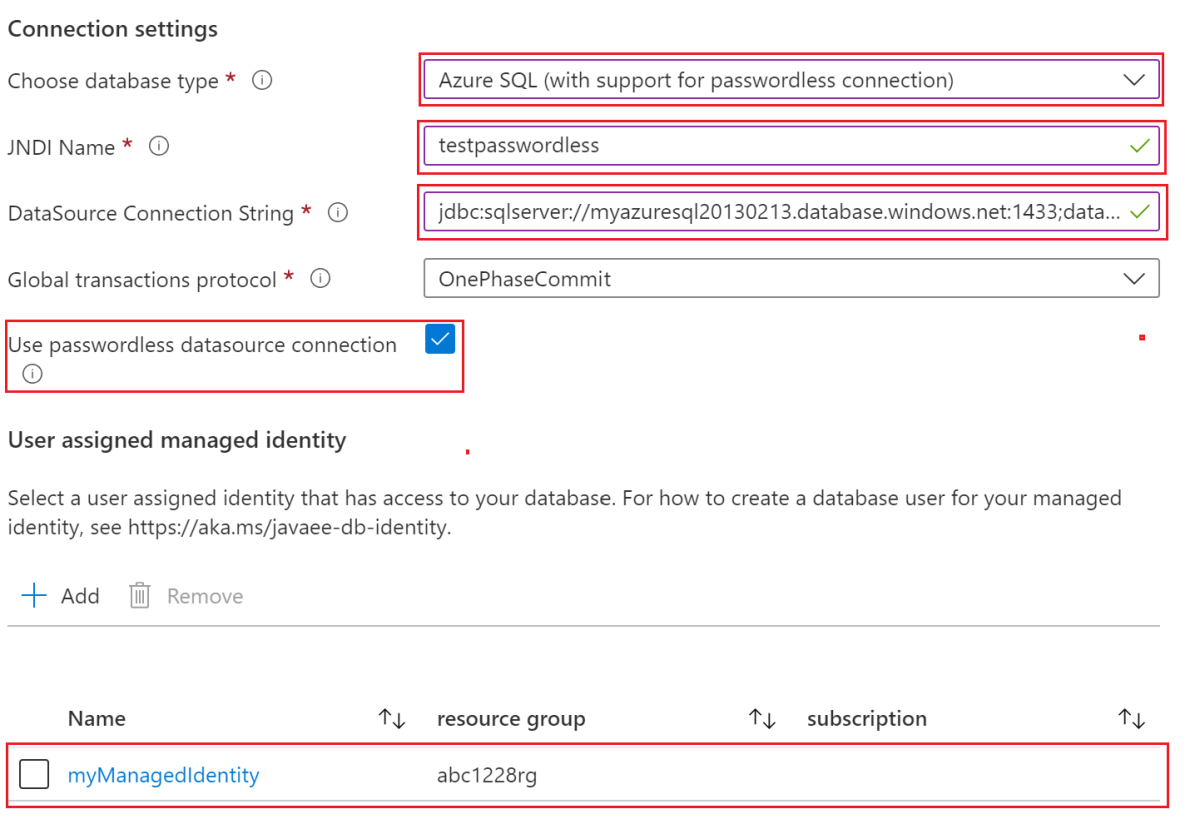 Connection settings
Choose database type * Azure SQL (with support for passwordless connection)
JNDI Name * testpasswordless
DataSource Connection String * jdbc:sqlserver://myazuresql20130213.database.windows.net:1433;data...
Global transactions protocol * OnePhaseCommit
Use passwordless datasource connection
User assigned managed identity
Select a user assigned identity that has access to your database. For how to create a database user for your managed
identity, see https://aka.ms/javaee-db-identity.
Add Remove
Name resource group subscription
myManagedIdentity abc1228rg